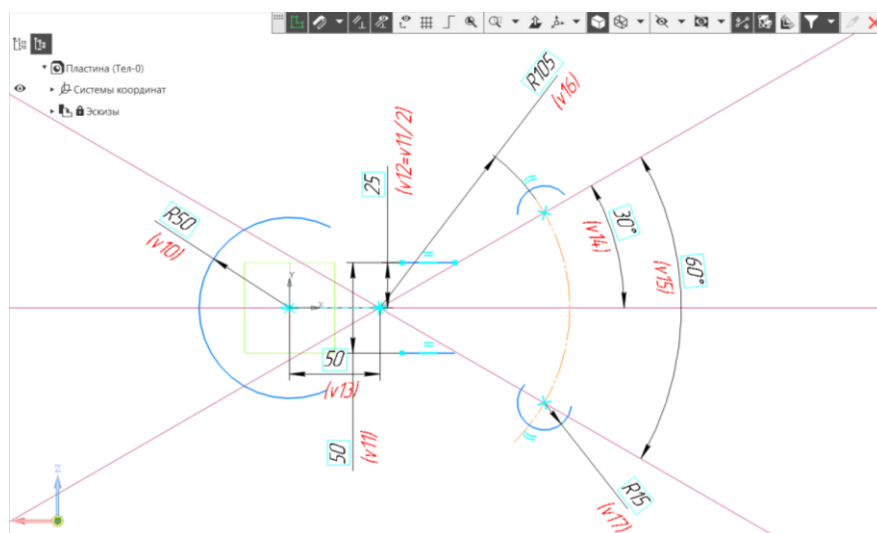 Пластина (Тел-0)
Системы координат
Эскизы
R105
(v16)
25
(v12=v11/2)
R50
(v10)
30°
(v14)
60°
(v15)
Y
X
50
(v13)
50
(v11)
R15
(v17)
Z